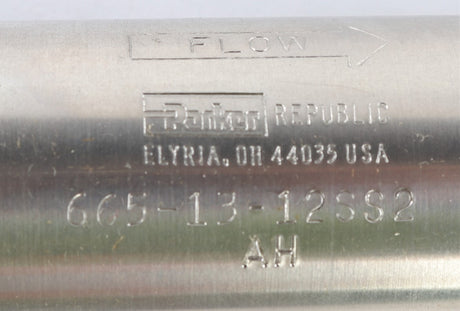 FLOW
Parker REPUBLIC
ELYRIA, OH 44035 USA
665-13-12SS2
AH